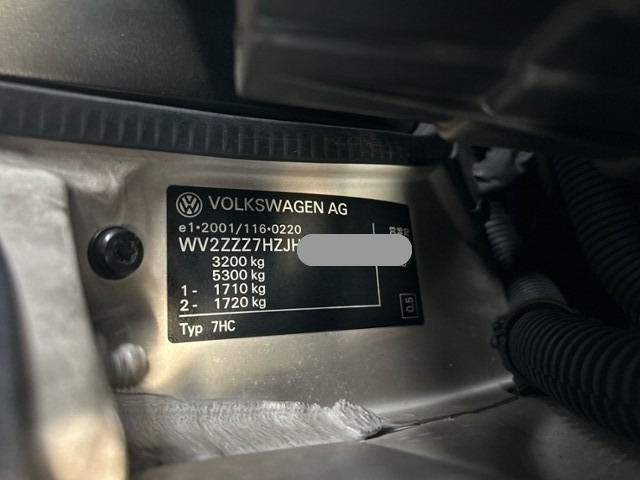 VOLKSWAGEN AG
e1*2001/116*0220
WV2ZZZ7HZJH
3200 kg
5300 kg
1- 1710 kg
2- 1720 kg
Typ 7HC
0.5